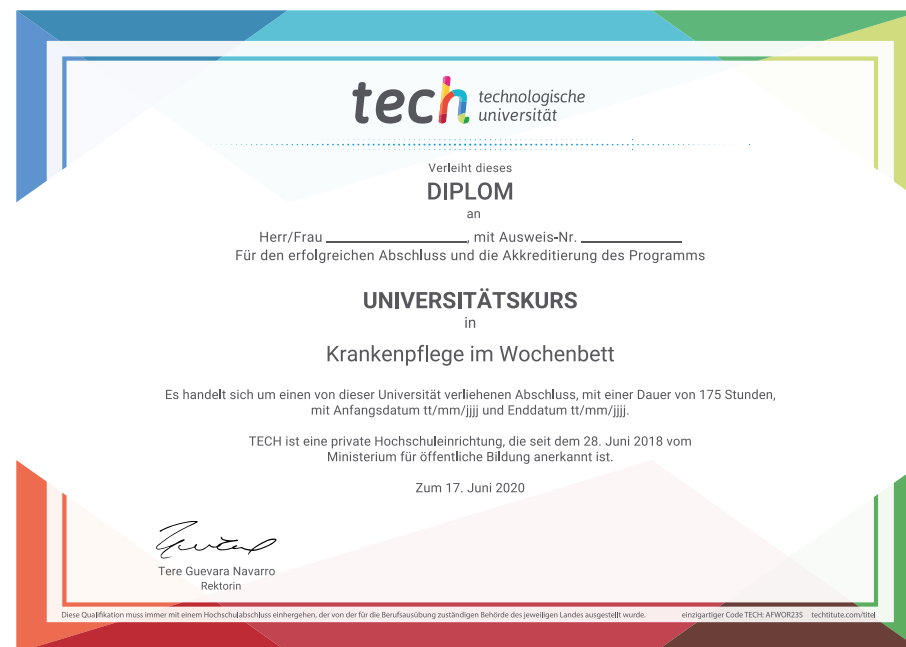 tech technologische
universität
Verleiht dieses
DIPLOM
an
Herr/Frau ____________, mit Ausweis-Nr. ____________
Für den erfolgreichen Abschluss und die Akkreditierung des Programms
UNIVERSITÄTSKURS
in
Krankenpflege im Wochenbett
Es handelt sich um einen von dieser Universität verliehenen Abschluss, mit einer Dauer von 175 Stunden,
mit Anfangsdatum tt/mm/jjjj und Enddatum tt/mm/jjjj.
TECH ist eine private Hochschuleinrichtung, die seit dem 28. Juni 2018 vom
Ministerium für öffentliche Bildung anerkannt ist.
Zum 17. Juni 2020
Tere Guevara Navarro
Rektorin
Diese Qualifikation muss immer mit einem Hochschulabschluss einhergehen, der von der für die Berufsausübung zuständigen Behörde des jeweiligen Landes ausgestellt wurde. einzigartiger Code TECH: AFWOR23S techtitute.com/titel